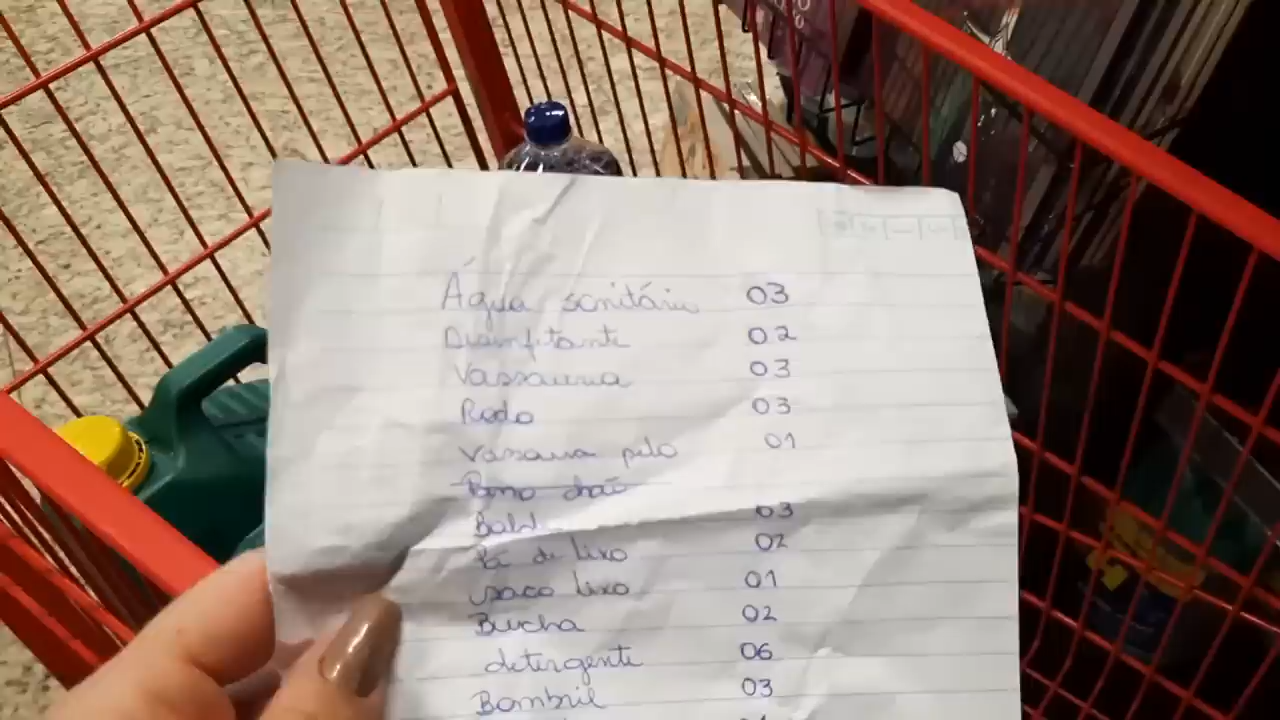 Água sanitária 03
Disinfitante 02
Vassoura 03
Rodo 03
Vassoura pelo 01
Pano chão
Balde 03
Pá de lixo 02
saco lixo 01
Bucha 02
detergente 06
Bombril 03